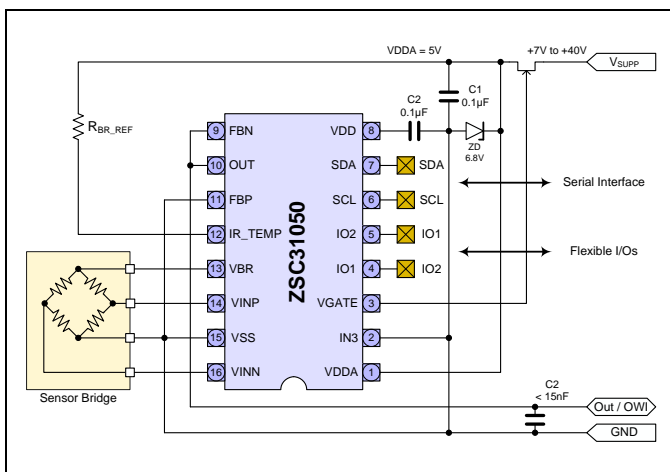 VDDA = 5V
+7V to +40V
VSUPP
C1
0.1µF
C2
0.1µF
RBR_REF
ZD
6.8V
9 FBN VDD 8
10 OUT SDA 7 SDA
11 FBP SCL 6 SCL
12 IR_TEMP IO2 5 IO1
13 VBR IO1 4 IO2
14 VINP VGATE 3
15 VSS IN3 2
16 VINN VDDA 1
ZSC31050
Serial Interface
Flexible I/Os
Sensor Bridge
C2
< 15nF
Out / OWI
GND